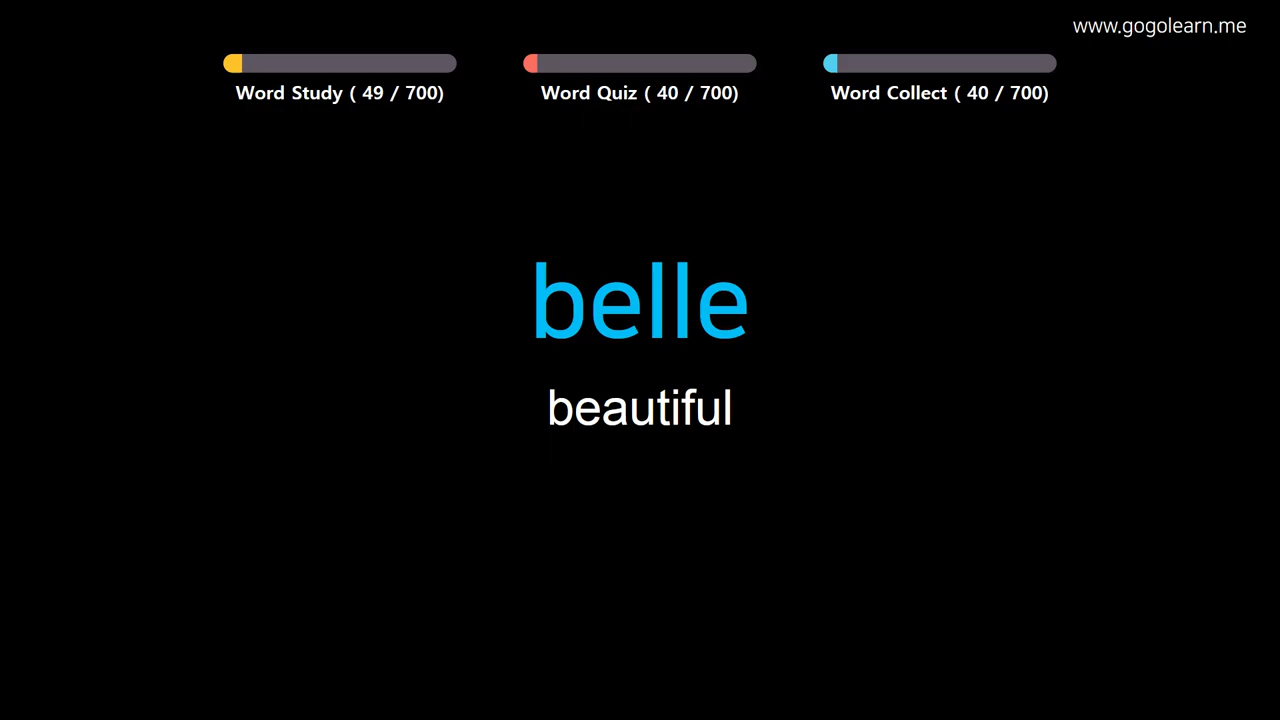 www.gogolearn.me
Word Study ( 49 / 700)
Word Quiz ( 40 / 700)
Word Collect ( 40 / 700)
belle
beautiful